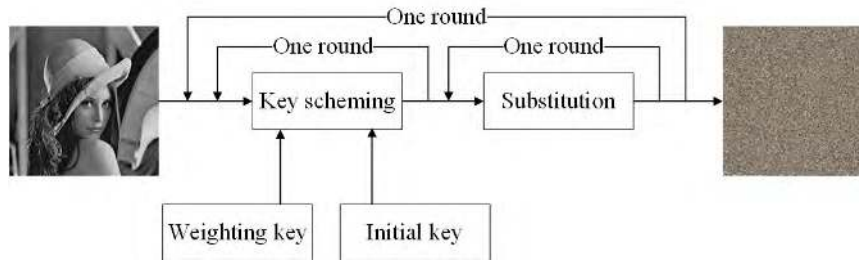 One round
One round
One round
Key scheming
Substitution
Weighting key
Initial key